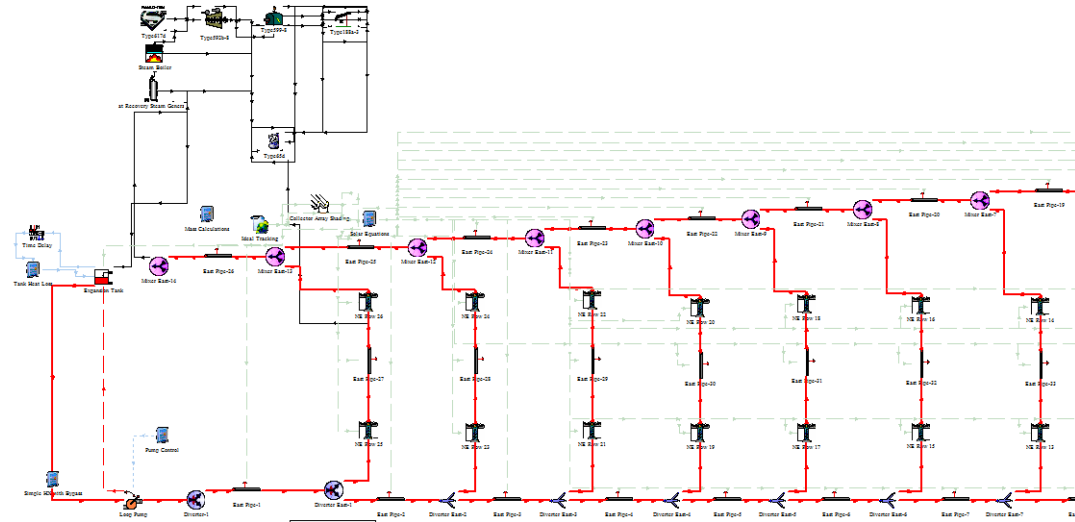 Type617d
Type592b-8
Type599-8
Type188a-3
Steam Boiler
at Recovery Steam Genera
Type65d
Collector Array Shading
Mass Calculations
Ideal Tracking
Solar Equations
Time Delay
Tank Heat Loss
Expansion Tank
Mixer East-14
East Pipe-26
Mixer East-13
East Pipe-25
Mixer East-12
East Pipe-24
Mixer East-11
East Pipe-23
Mixer East-10
East Pipe-22
Mixer East-9
East Pipe-21
Mixer East-8
East Pipe-20
Mixer East-7
East Pipe-19
NE Row 26
NE Row 24
NE Row 22
NE Row 20
NE Row 18
NE Row 16
NE Row 14
East Pipe-27
East Pipe-28
East Pipe-29
East Pipe-30
East Pipe-31
East Pipe-32
East Pipe-33
NE Row 25
NE Row 23
NE Row 21
NE Row 19
NE Row 17
NE Row 15
NE Row 13
Pump Control
Loop Pump
Diverter-1
East Pipe-1
Diverter East-1
East Pipe-2
Diverter East-2
East Pipe-3
Diverter East-3
East Pipe-4
Diverter East-4
East Pipe-5
Diverter East-5
East Pipe-6
Diverter East-6
East Pipe-7
Diverter East-7